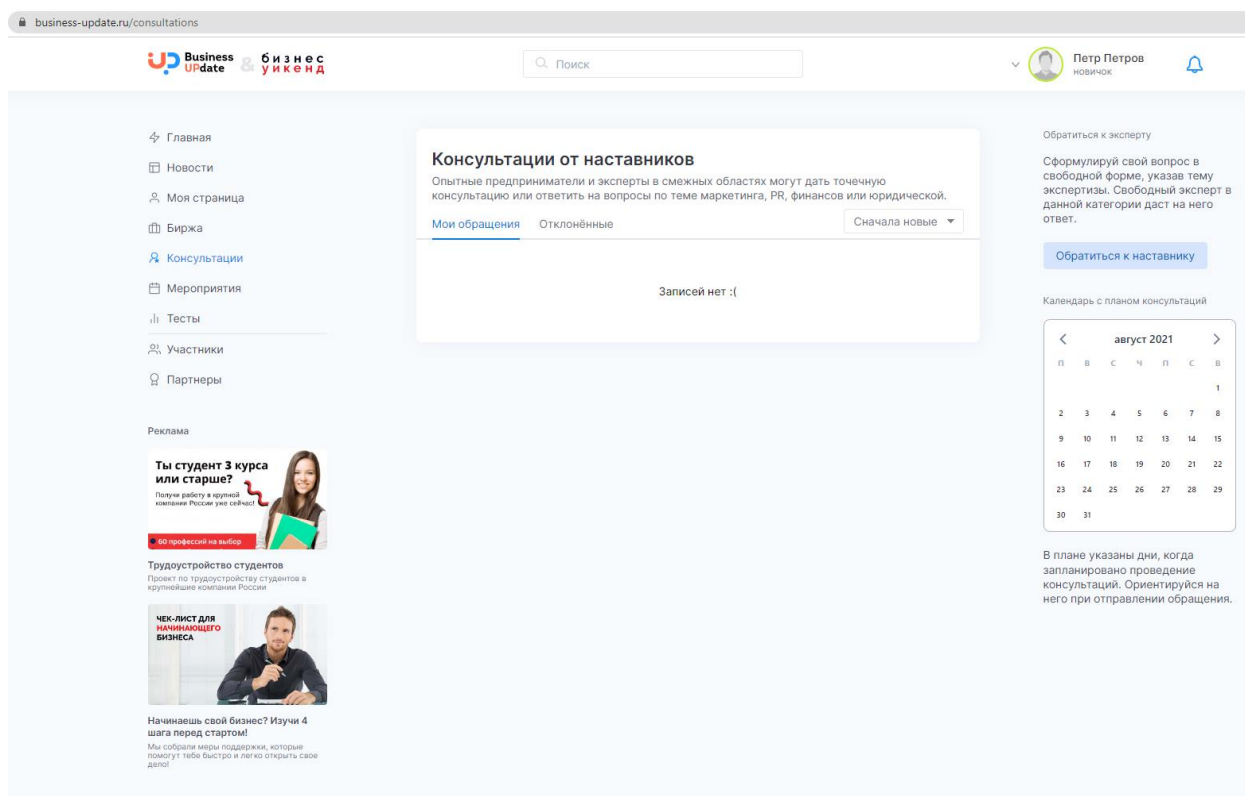 business-update.ru/consultations
Business
UPdate
&
бизнес
уикенд
Поиск
Петр Петров
новичок
Главная
Новости
Моя страница
Биржа
Консультации
Мероприятия
Тесты
Участники
Партнеры
Реклама
Ты студент 3 курса
или старше?
Получи работу в крупной
компании России уже сейчас!
60 профессий на выбор
Трудоустройство студентов
Проект по трудоустройству студентов в
крупнейшие компании России
ЧЕК-ЛИСТ ДЛЯ
НАЧИНАЮЩЕГО
БИЗНЕСА
Начинаешь свой бизнес? Изучи 4
шага перед стартом!
Мы собрали меры поддержки, которые
помогут тебе быстро и легко открыть свое
дело!
Консультации от наставников
Опытные предприниматели и эксперты в смежных областях могут дать точечную
консультацию или ответить на вопросы по теме маркетинга, PR, финансов или юридической.
Мои обращения Отклонённые Сначала новые
Записей нет :(
Обратиться к эксперту
Сформулируй свой вопрос в
свободной форме, указав тему
экспертизы. Свободный эксперт в
данной категории даст на него
ответ.
Обратиться к наставнику
Календарь с планом консультаций
август 2021
П В С Ч П С В
1
2 3 4 5 6 7 8
9 10 11 12 13 14 15
16 17 18 19 20 21 22
23 24 25 26 27 28 29
30 31
В плане указаны дни, когда
запланировано проведение
консультаций. Ориентируйся на
него при отправлении обращения.